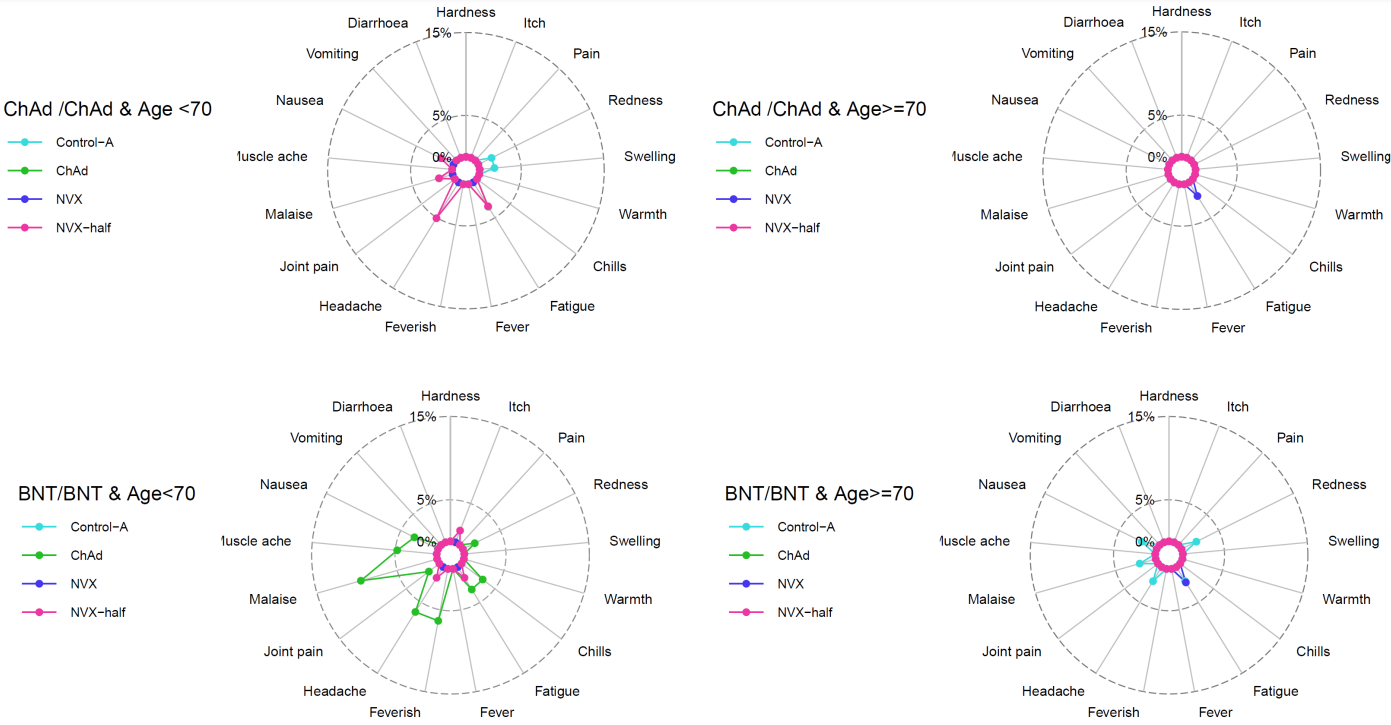 Hardness
Diarrhoea
Itch
15%
Vomiting
Pain
Nausea
Redness
5%
0%
Muscle ache
Swelling
Malaise
Warmth
Joint pain
Chills
Headache
Fatigue
Feverish
Fever
ChAd /ChAd & Age <70
Control−A
ChAd
NVX
NVX−half
Hardness
Diarrhoea
Itch
15%
Vomiting
Pain
Nausea
Redness
5%
0%
Muscle ache
Swelling
Malaise
Warmth
Joint pain
Chills
Headache
Fatigue
Feverish
Fever
ChAd /ChAd & Age>=70
Control−A
ChAd
NVX
NVX−half
Hardness
Diarrhoea
Itch
15%
Vomiting
Pain
Nausea
Redness
5%
0%
Muscle ache
Swelling
Malaise
Warmth
Joint pain
Chills
Headache
Fatigue
Feverish
Fever
BNT/BNT & Age<70
Control−A
ChAd
NVX
NVX−half
Hardness
Diarrhoea
Itch
15%
Vomiting
Pain
Nausea
Redness
5%
0%
Muscle ache
Swelling
Malaise
Warmth
Joint pain
Chills
Headache
Fatigue
Feverish
Fever
BNT/BNT & Age>=70
Control−A
ChAd
NVX
NVX−half